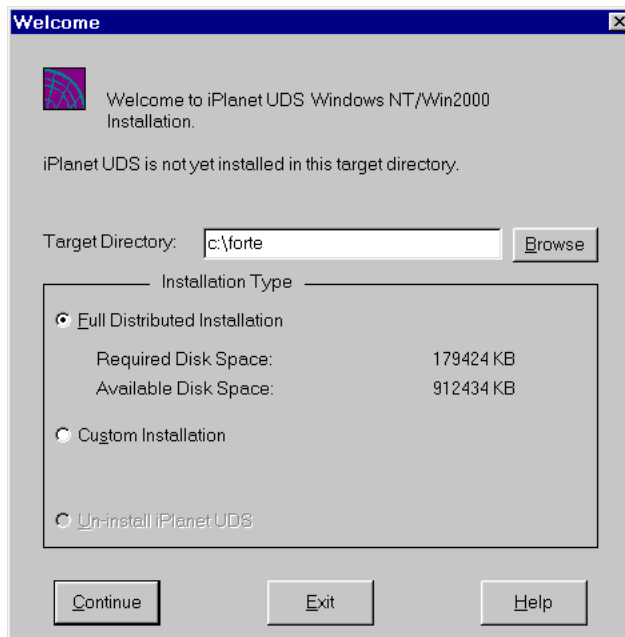 Welcome
Welcome to iPlanet UDS Windows NT/Win2000
Installation.
iPlanet UDS is not yet installed in this target directory.
Target Directory: c:\forte Browse
Installation Type
Full Distributed Installation
Required Disk Space: 179424 KB
Available Disk Space: 912434 KB
Custom Installation
Un-install iPlanet UDS
Continue Exit Help